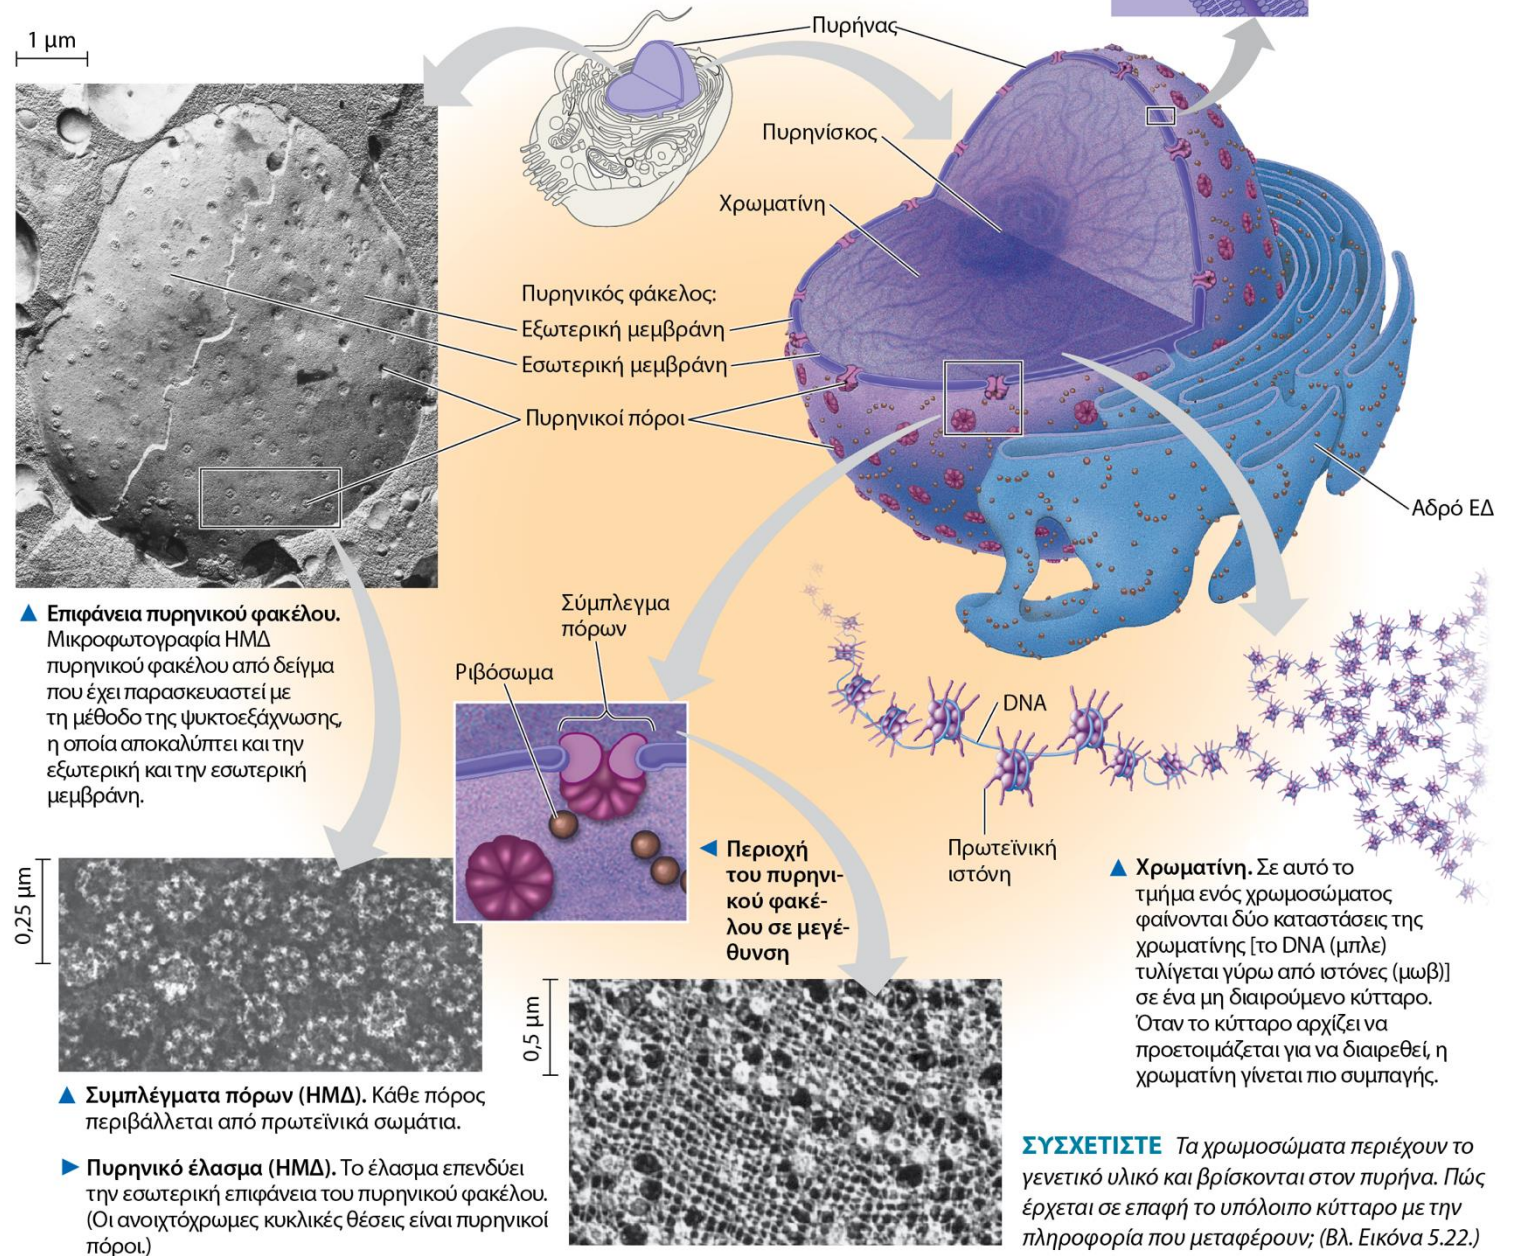 1 μm
Πυρήνας
Πυρηνίσκος
Χρωματίνη
Πυρηνικός φάκελος:
Εξωτερική μεμβράνη
Εσωτερική μεμβράνη
Πυρηνικοί πόροι
Αδρό ΕΔ
▲ Επιφάνεια πυρηνικού φακέλου.
Μικροφωτογραφία ΗΜΔ
πυρηνικού φακέλου από δείγμα
που έχει παρασκευαστεί με
τη μέθοδο της ψυκτοεξάχνωσης,
η οποία αποκαλύπτει και την
εξωτερική και την εσωτερική
μεμβράνη.
Σύμπλεγμα
πόρων
Ριβόσωμα
DNA
Πρωτεϊνική
ιστόνη
◀ Περιοχή
του πυρηνι-
κού φακέ-
λου σε μεγέ-
θυνση
▲ Χρωματίνη. Σε αυτό το
τμήμα ενός χρωμοσώματος
φαίνονται δύο καταστάσεις της
χρωματίνης [το DNA (μπλε)
τυλίγεται γύρω από ιστόνες (μωβ)]
σε ένα μη διαιρούμενο κύτταρο.
Όταν το κύτταρο αρχίζει να
προετοιμάζεται για να διαιρεθεί, η
χρωματίνη γίνεται πιο συμπαγής.
0,25 μm
▲ Συμπλέγματα πόρων (ΗΜΔ). Κάθε πόρος
περιβάλλεται από πρωτεϊνικά σωμάτια.
0,5 μm
▶ Πυρηνικό έλασμα (ΗΜΔ). Το έλασμα επενδύει
την εσωτερική επιφάνεια του πυρηνικού φακέλου.
(Οι ανοιχτόχρωμες κυκλικές θέσεις είναι πυρηνικοί
πόροι.)
ΣΥΣΧΕΤΙΣΤΕ Τα χρωμοσώματα περιέχουν το
γενετικό υλικό και βρίσκονται στον πυρήνα. Πώς
έρχεται σε επαφή το υπόλοιπο κύτταρο με την
πληροφορία που μεταφέρουν; (Βλ. Εικόνα 5.22.)